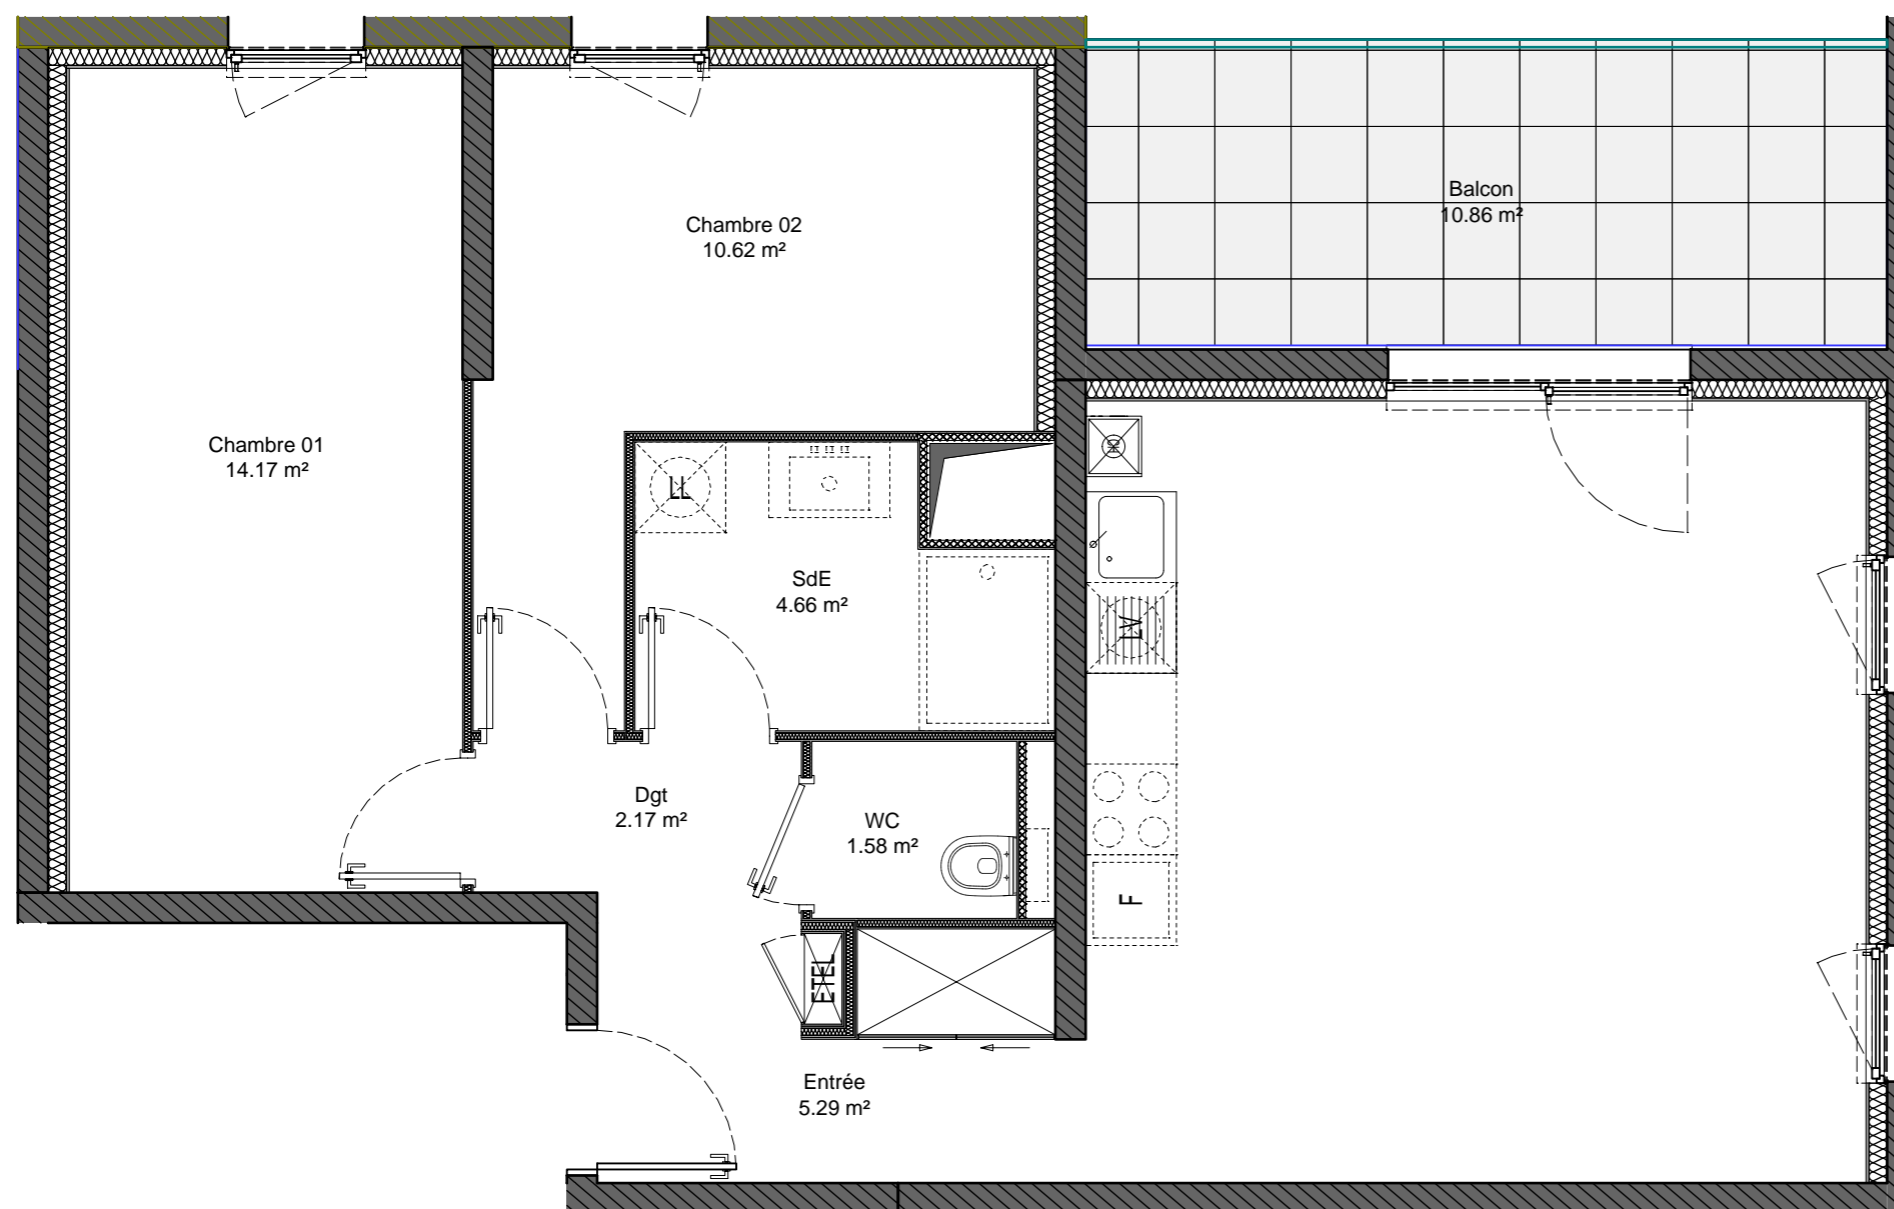 Balcon
10.86 m²
Chambre 02
10.62 m²
Chambre 01
14.17 m²
LL
SdE
4.66 m²
LV
Dgt
2.17 m²
WC
1.58 m²
F
ETEL
Entrée
5.29 m²